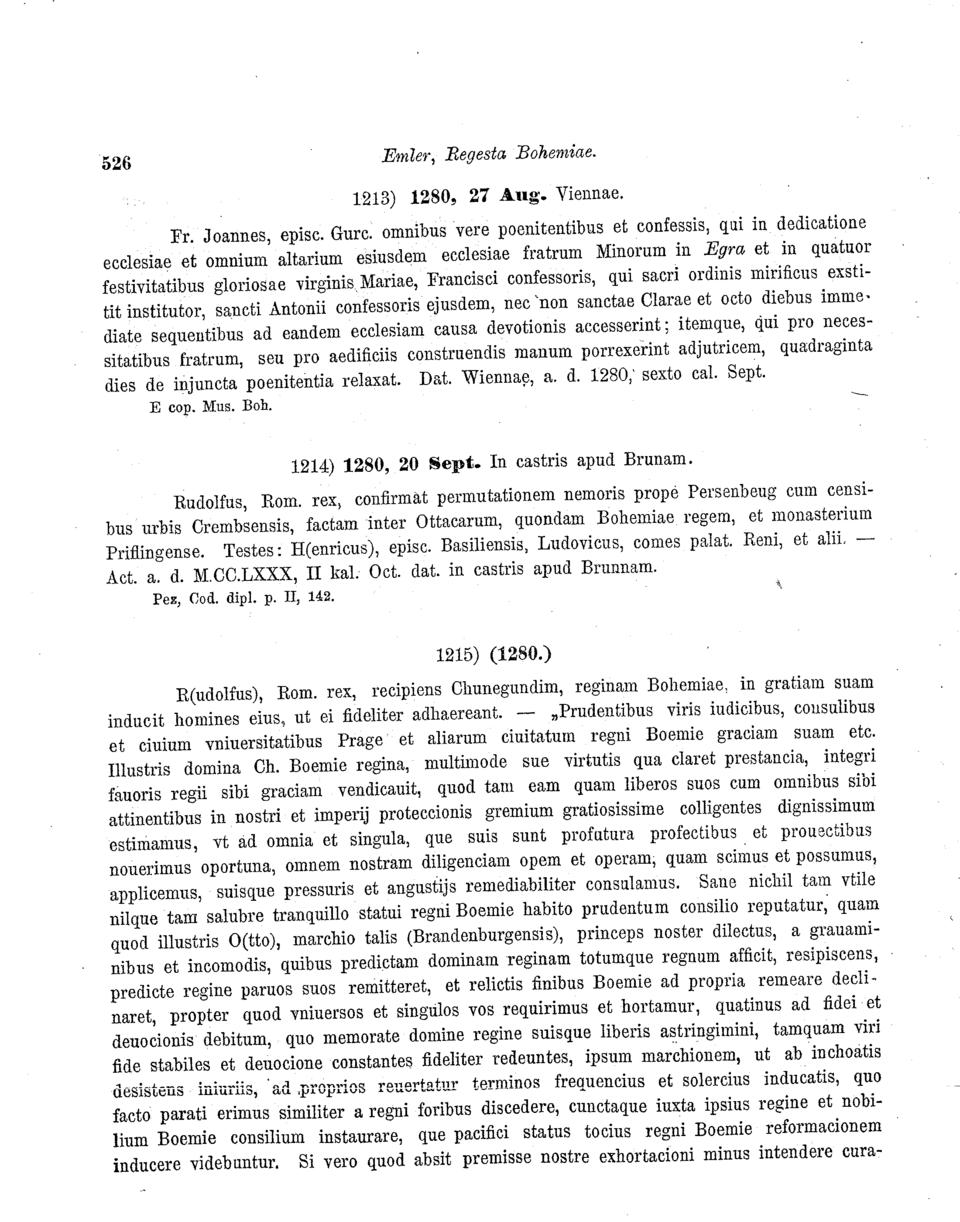 526
Emler, Regesta Bohemiae.
1213) 1280, 27 Aug. Viennae.
Fr. Joannes, episc. Gurc. omnibus vere poenitentibus et confessis, qui in dedicatione
ecclesiae et omnium altarium esiusdem ecclesiae fratrum Minorum in Egra et in quatuor
festivitatibus gloriosae virginis Mariae, Francisci confessoris, qui sacri ordinis mirificus exsti-
tit institutor, sancti Antonii confessoris ejusdem, nec non sanctae Clarae et octo diebus imme-
diate sequentibus ad eandem ecclesiam causa devotionis accesserint; itemque, qui pro neces-
sitatibus fratrum, seu pro aedificiis construendis manum porrexerint adjutricem, quadraginta
dies de injuncta poenitentia relaxat. Dat. Wiennae, a. d. 1280, sexto cal. Sept.
E cop. Mus. Boh.
1214) 1280, 20 Sept. In castris apud Brunam.
Rudolfus, Rom. rex, confirmat permutationem nemoris prope Persenbeug cum censi-
bus urbis Crembsensis, factam inter Ottacarum, quondam Bohemiae regem, et monasterium
Priflingense. Testes: H(enricus), episc. Basiliensis, Ludovicus, comes palat. Reni, et alii. —
Act. a. d. M.CC.LXXX, II kal. Oct. dat. in castris apud Brunnam.
Pez, Cod. dipl. p. II, 142.
1215) (1280.)
R(udolfus), Rom. rex, recipiens Chunegundim, reginam Bohemiae, in gratiam suam
inducit homines eius, ut ei fideliter adhaereant. — „Prudentibus viris iudicibus, consulibus
et ciuium vniuersitatibus Prage et aliarum ciuitatum regni Boemie graciam suam etc.
Illustris domina Ch. Boemie regina, multimode sue virtutis qua claret prestancia, integri
fauoris regii sibi graciam vendicauit, quod tam eam quam liberos suos cum omnibus sibi
attinentibus in nostri et imperij proteccionis gremium gratiosissime colligentes dignissimum
estimamus, vt ad omnia et singula, que suis sunt profutura profectibus et prouectibus
nouerimus oportuna, omnem nostram diligenciam opem et operam, quam scimus et possumus,
applicemus, suisque pressuris et angustijs remediabiliter consulamus. Sane nichil tam vtile
nilque tam salubre tranquillo statui regni Boemie habito prudentum consilio reputatur, quam
quod illustris O(tto), marchio talis (Brandenburgensis), princeps noster dilectus, a grauami-
nibus et incomodis, quibus predictam dominam reginam totumque regnum afficit, resipiscens,
predicte regine paruos suos remitteret, et relictis finibus Boemie ad propria remeare decli-
naret, propter quod vniuersos et singulos vos requirimus et hortamur, quatinus ad fidei et
deuocionis debitum, quo memorate domine regine suisque liberis astringimini, tamquam viri
fide stabiles et deuocione constantes fideliter redeuntes, ipsum marchionem, ut ab inchoatis
desistens iniuriis, ad proprios reuertatur terminos frequencius et solercius inducatis, quo
facto parati erimus similiter a regni foribus discedere, cunctaque iuxta ipsius regine et nobi-
lium Boemie consilium instaurare, que pacifici status tocius regni Boemie reformacionem
inducere videbuntur. Si vero quod absit premisse nostre exhortacioni minus intendere cura-